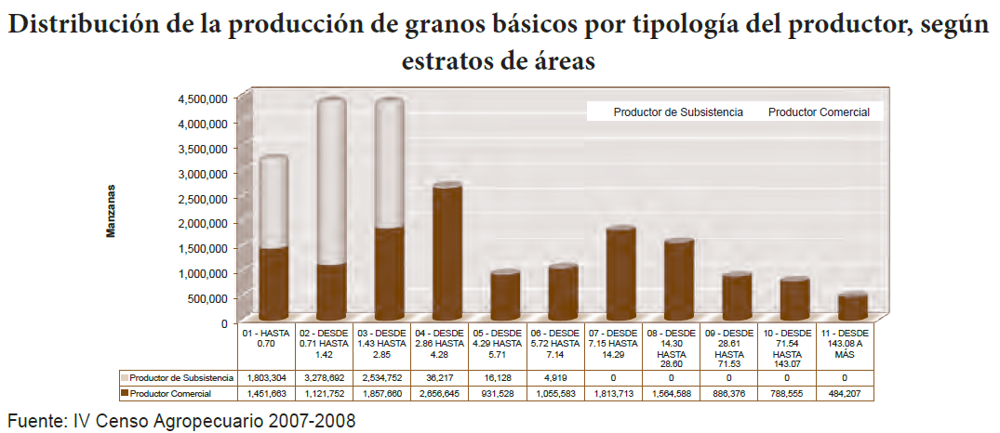 Distribución de la producción de granos básicos por tipología del productor, según
estratos de áreas
4,500,000
4,000,000
3,500,000
3,000,000
2,500,000
2,000,000
1,500,000
1,000,000
500,000
0
Manzanas
Productor de Subsistencia Productor Comercial
01 - HASTA 0.70
02 - DESDE 0.71 HASTA 1.42
03 - DESDE 1.43 HASTA 2.85
04 - DESDE 2.86 HASTA 4.28
05 - DESDE 4.29 HASTA 5.71
06 - DESDE 5.72 HASTA 7.14
07 - DESDE 7.15 HASTA 14.29
08 - DESDE 14.30 HASTA 28.60
09 - DESDE 28.61 HASTA 71.53
10 - DESDE 71.54 HASTA 143.07
11 - DESDE 143.08 A MÁS
Productor de Subsistencia 1,803,304 3,278,692 2,534,752 36,217 16,128 4,919 0 0 0 0 0
Productor Comercial 1,451,663 1,121,752 1,857,660 2,656,645 931,528 1,055,583 1,813,713 1,564,588 886,376 788,555 484,207
Fuente: IV Censo Agropecuario 2007-2008